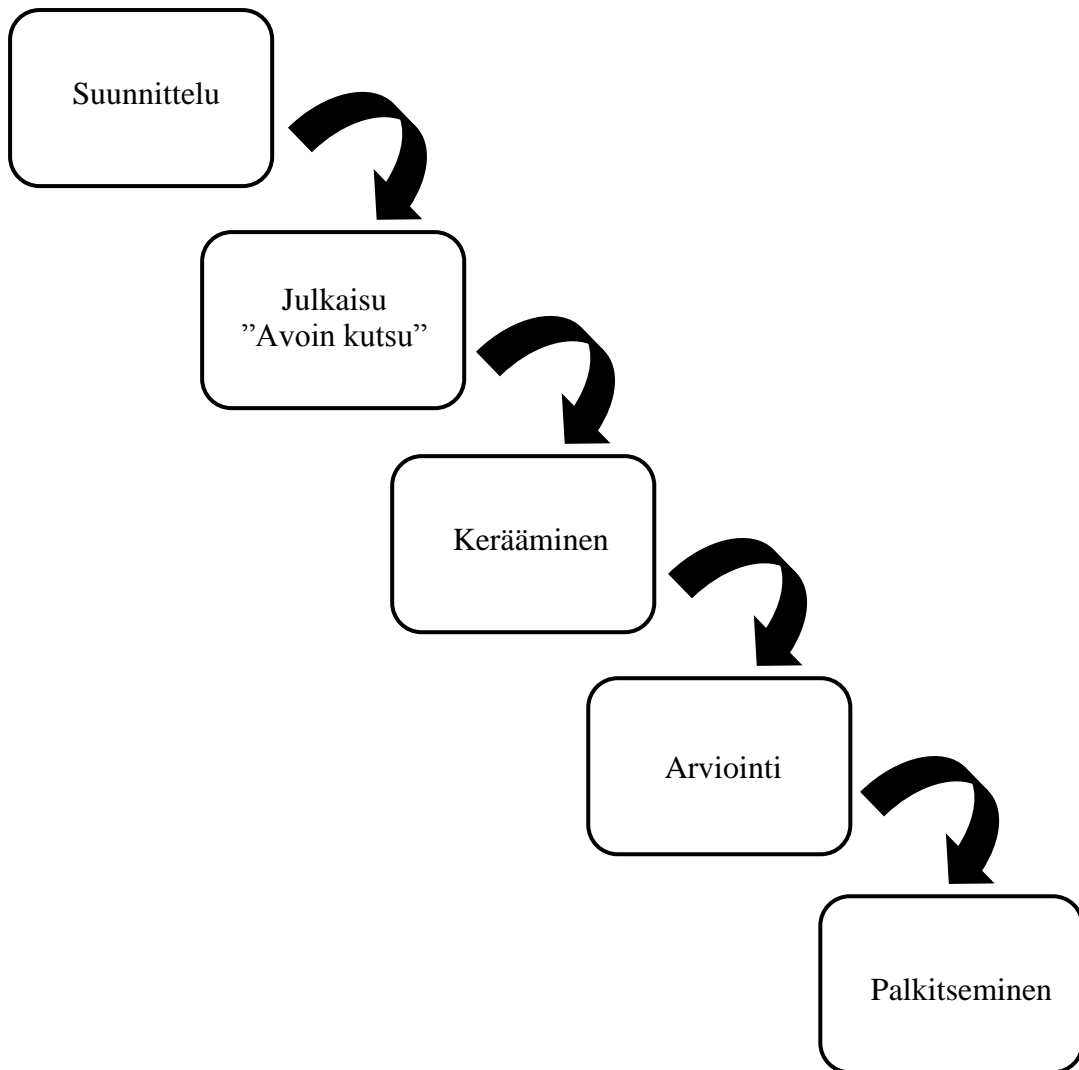 Suunnittelu
Julkaisu
”Avoin kutsu”
Kerääminen
Arviointi
Palkitseminen